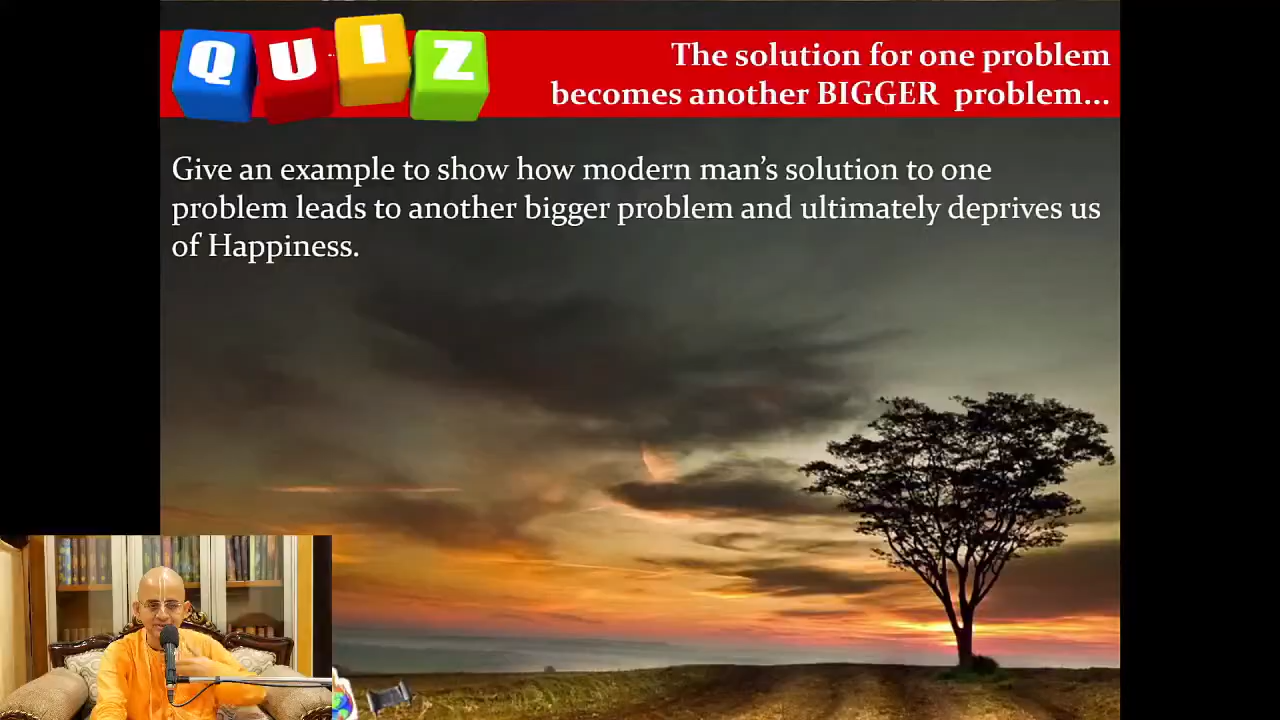 QUIZ
The solution for one problem
becomes another BIGGER problem...
Give an example to show how modern man's solution to one
problem leads to another bigger problem and ultimately deprives us
of Happiness.